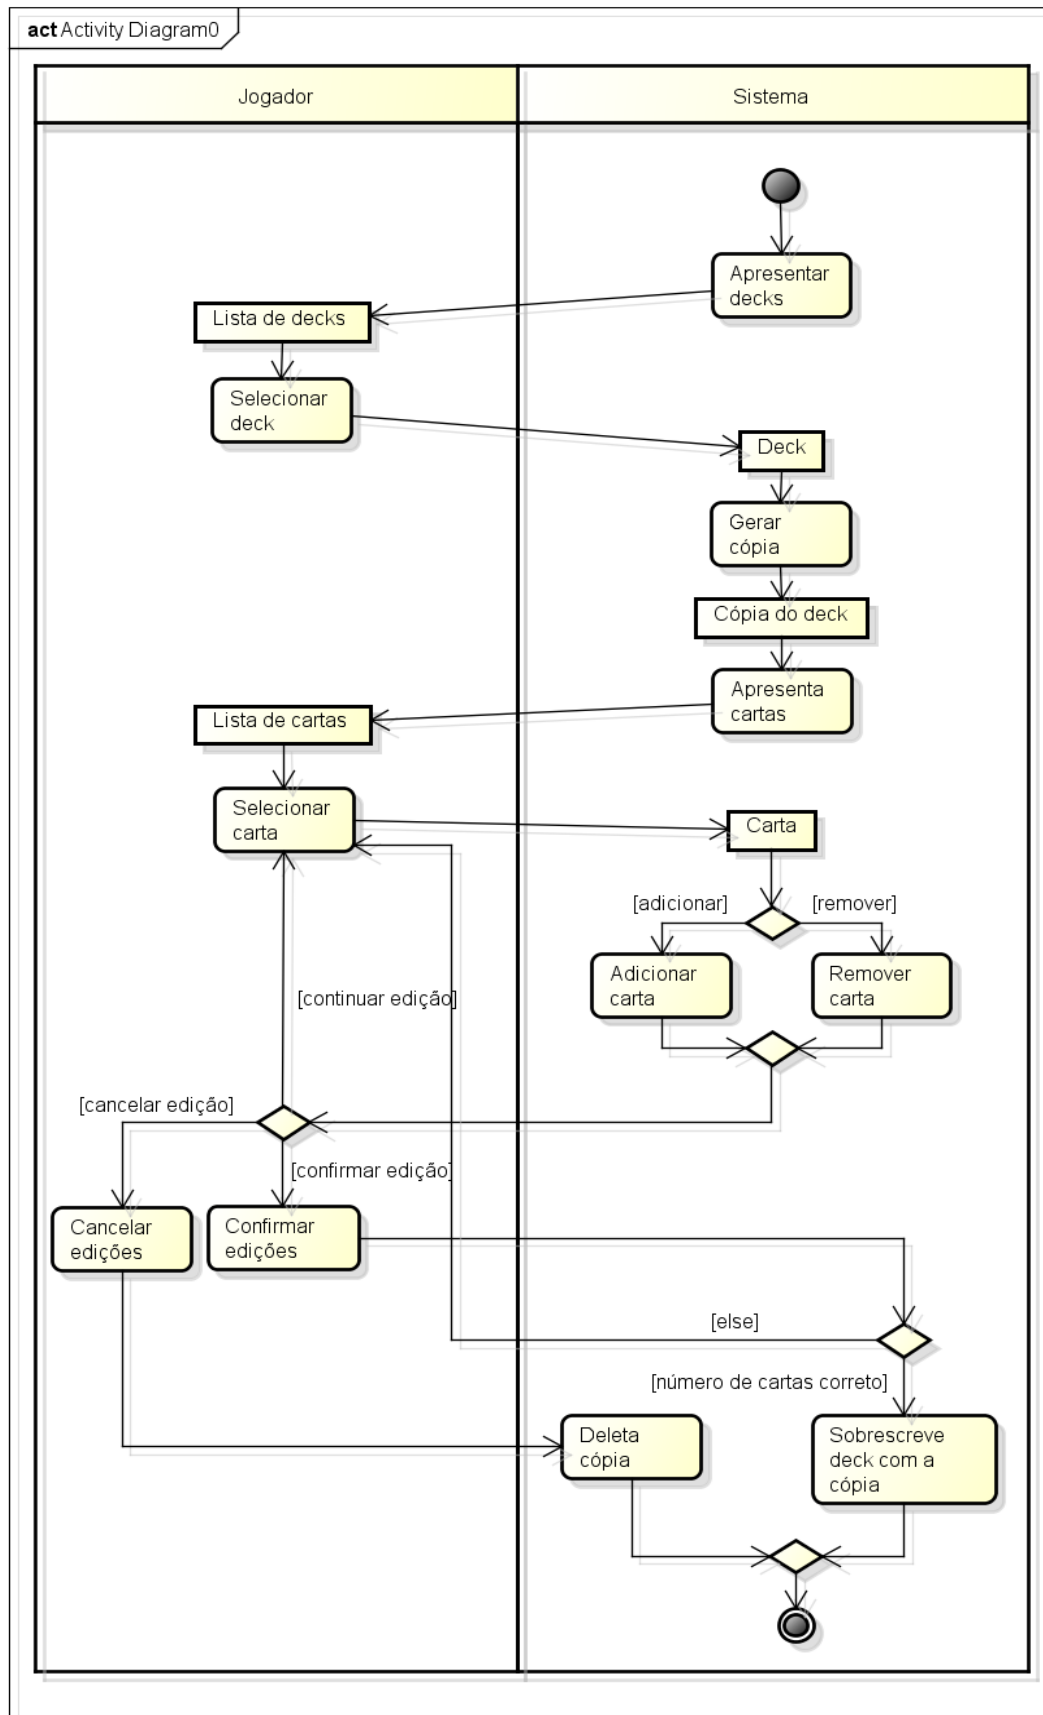 act Activity Diagram0
Jogador
Sistema
Apresentar
decks
Lista de decks
Selecionar
deck
Deck
Gerar
cópia
Cópia do deck
Apresenta
cartas
Lista de cartas
Selecionar
carta
Carta
[adicionar]
[remover]
Adicionar
carta
Remover
carta
[continuar edição]
[cancelar edição]
[confirmar edição]
Cancelar
edições
Confirmar
edições
[else]
[número de cartas correto]
Deleta
cópia
Sobrescreve
deck com a
cópia